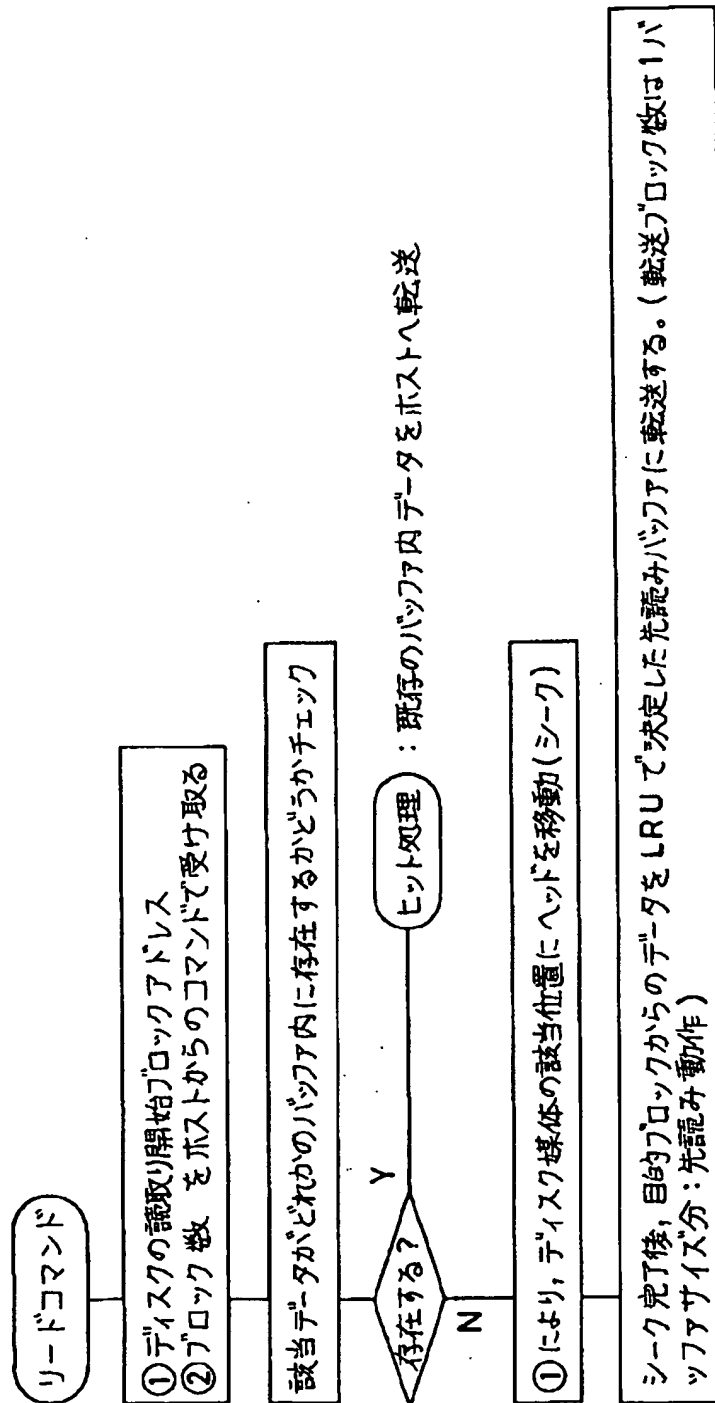 リードコマンド
①ディスクの読取り開始ブロックアドレス
②ブロック数 をホストからのコマンドで受け取る
該当データがどれかのバッファ内に存在するかどうかチェック
存在する?
Y
ヒット処理
:既存のバッファ内データをホストへ転送
N
①により,ディスク媒体の該当位置にヘッドを移動(シーク)
シーク完了後,目的ブロックからのデータをLRUで決定した先読みバッファに転送する。(転送ブロック数は1バ
ッファサイズ分:先読み動作)